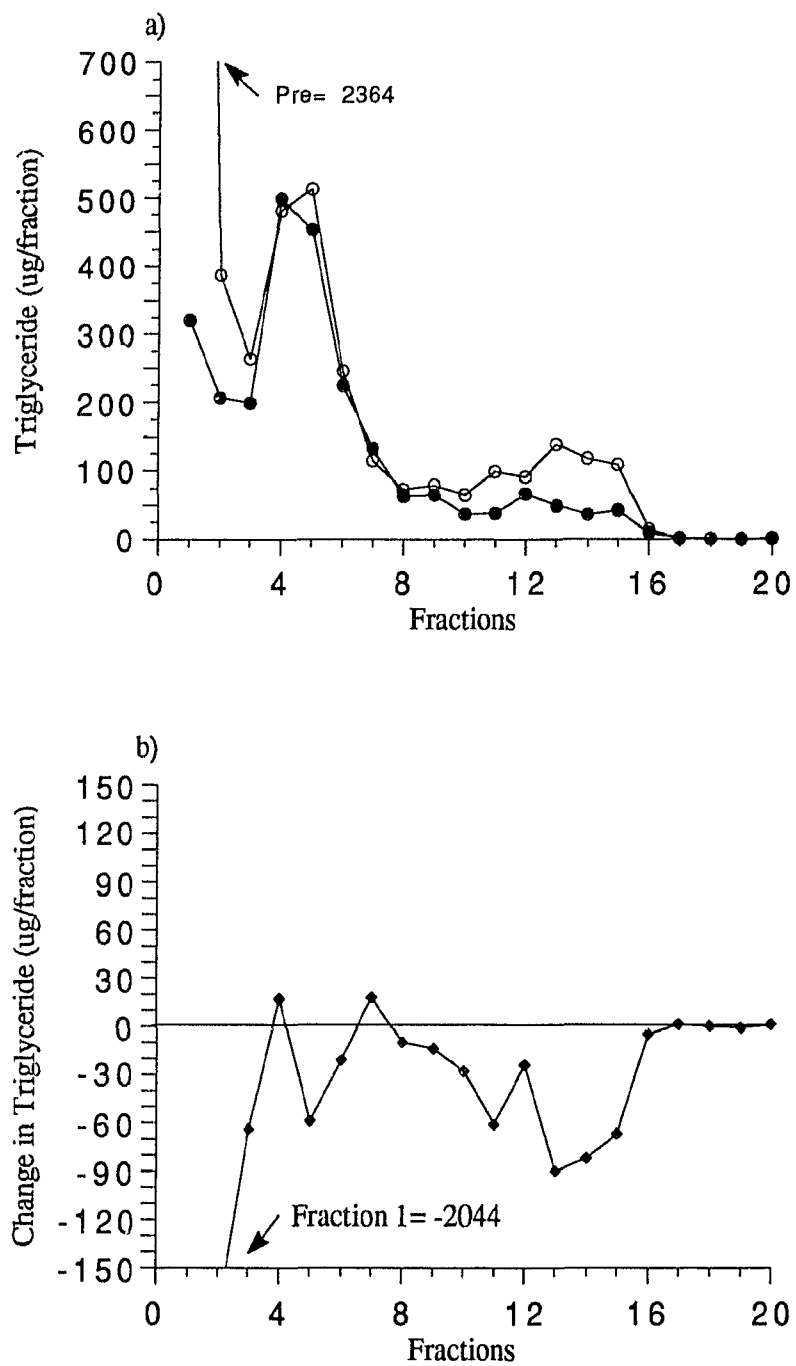 a)
700
600
500
400
300
200
100
0
Pre= 2364
Triglyceride (ug/fraction)
0 4 8 12 16 20
Fractions
b)
150
120
90
60
30
0
-30
-60
-90
-120
-150
Change in Triglyceride (ug/fraction)
Fraction 1= -2044
0 4 8 12 16 20
Fractions